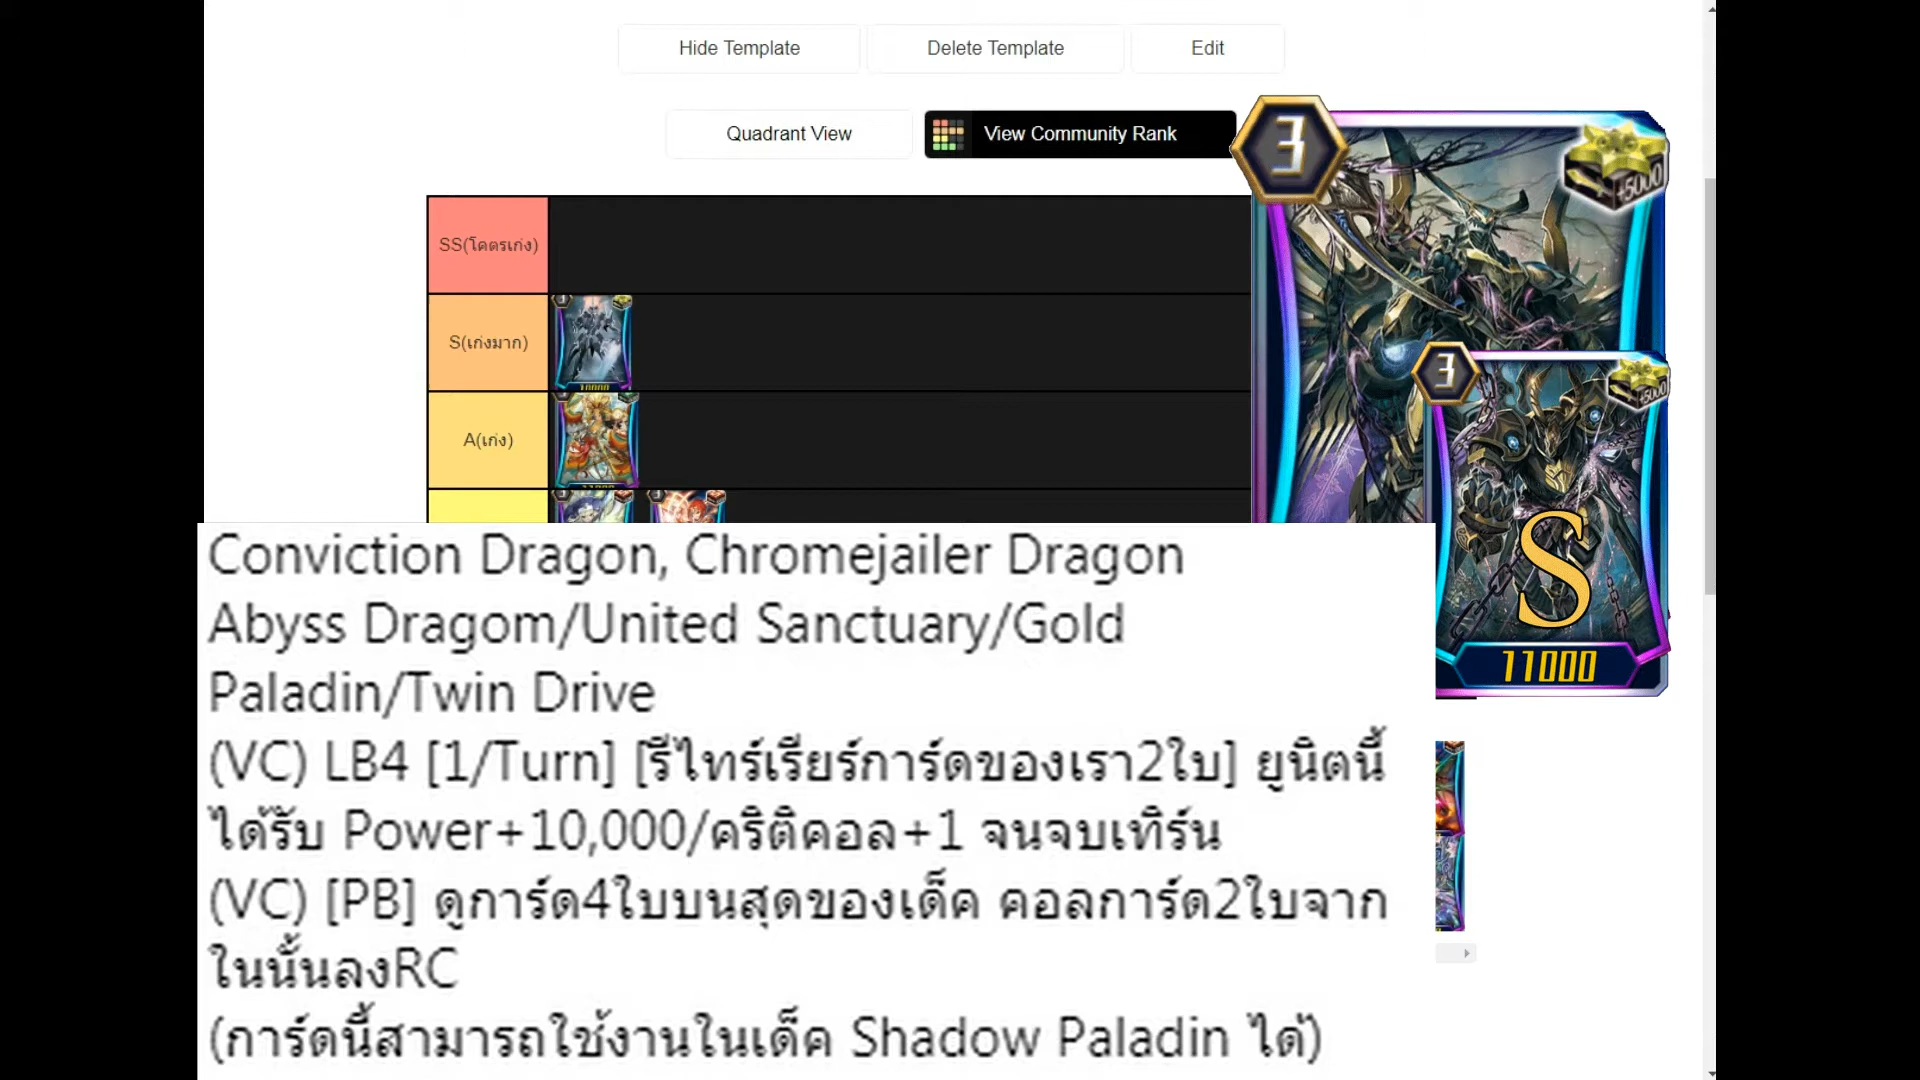 Hide Template
Delete Template
Edit
Quadrant View
View Community Rank
3
+5000
SS(โคตรเก่ง)
S(เก่งมาก)
10000
3
+5000
A(เก่ง)
11000
S
11000
Conviction Dragon, Chromejailer Dragon
Abyss Dragom/United Sanctuary/Gold
Paladin/Twin Drive
(VC) LB4 [1/Turn] [รีไทร์เรียร์การ์ดของเรา2ใบ] ยูนิตนี้
ได้รับ Power+10,000/คริติคอล+1 จนจบเทิร์น
(VC) [PB] ดูการ์ด4ใบบนสุดของเด็ค คอลการ์ด2ใบจาก
ในนั้นลงRC
(การ์ดนี้สามารถใช้งานในเด็ค Shadow Paladin ได้)